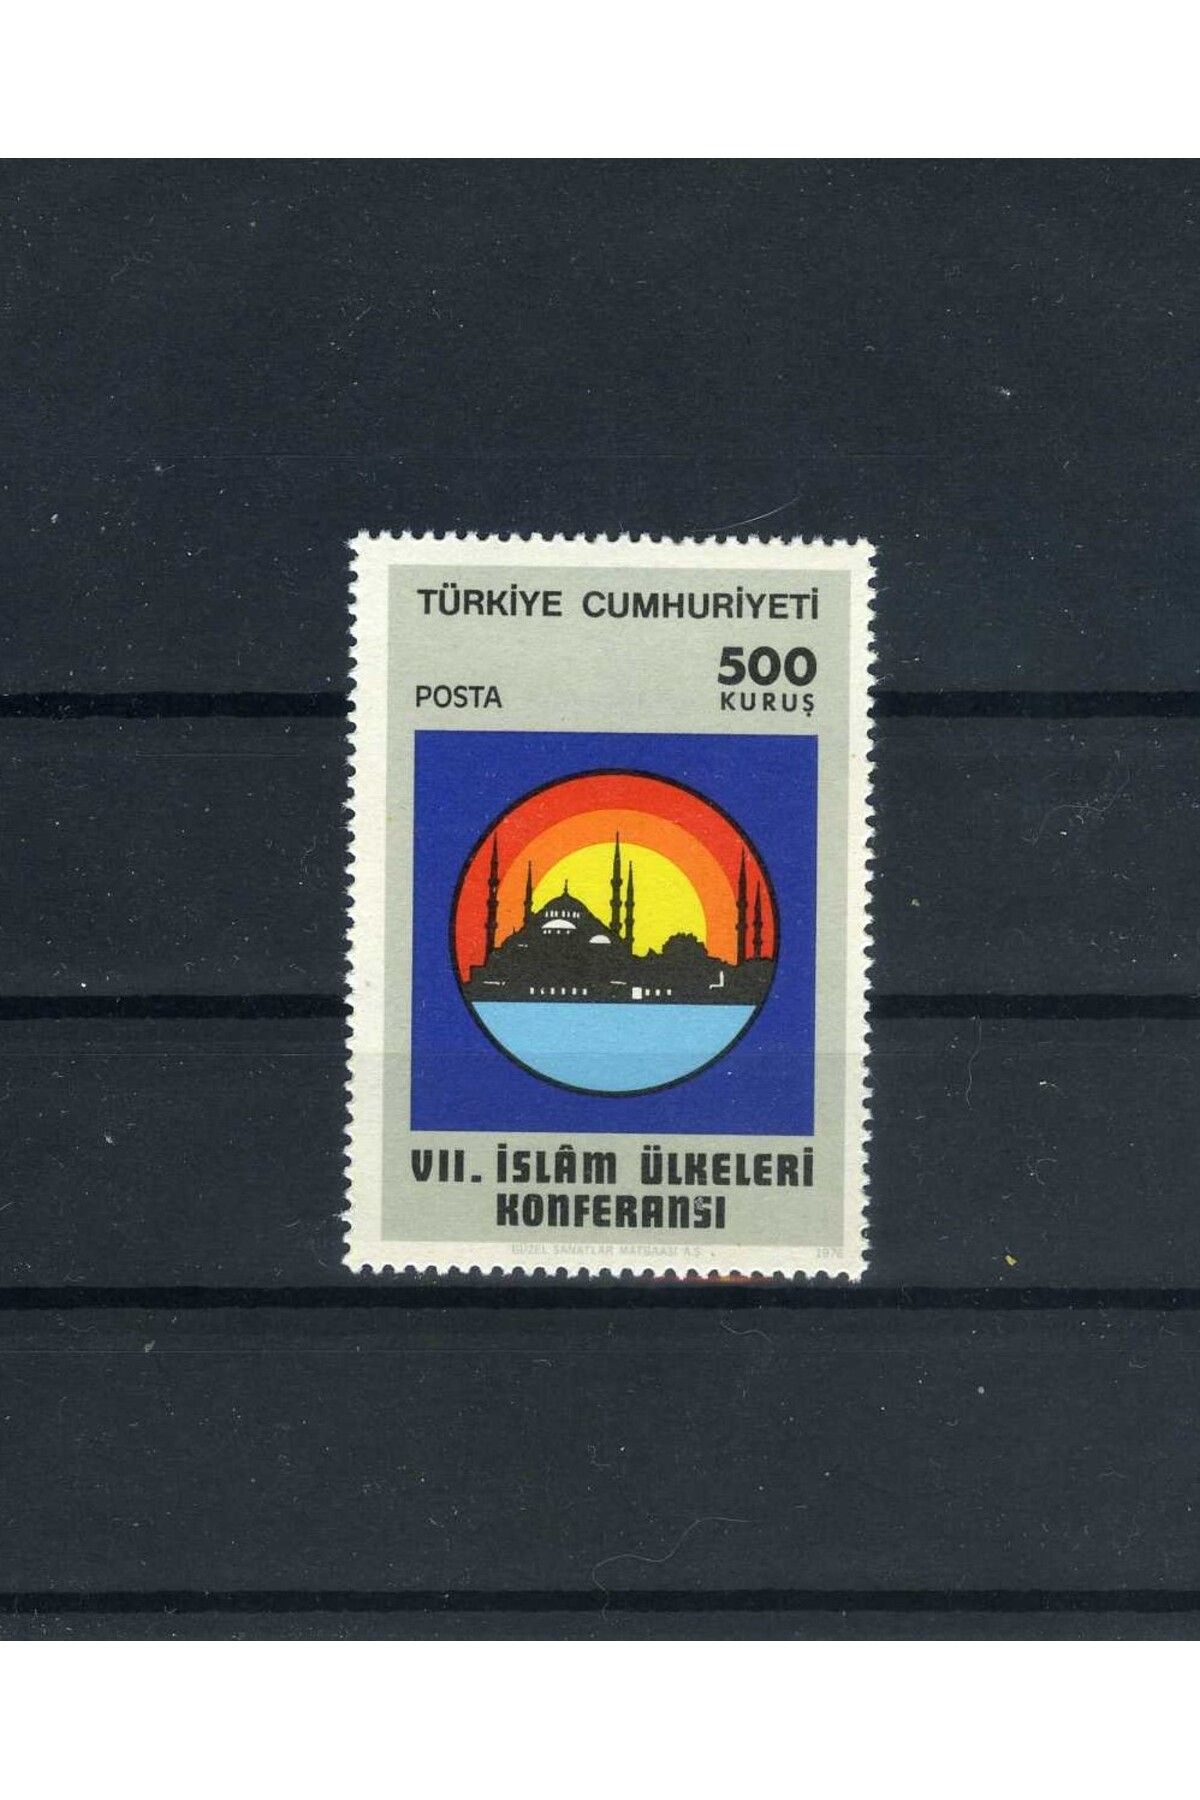 TÜRKİYE CUMHURİYETİ
500
KURUŞ
POSTA
VII. İSLÂM ÜLKELERİ
KONFERANSI
GÜZEL SANATLAR MATBAASI A.Ş.
1976